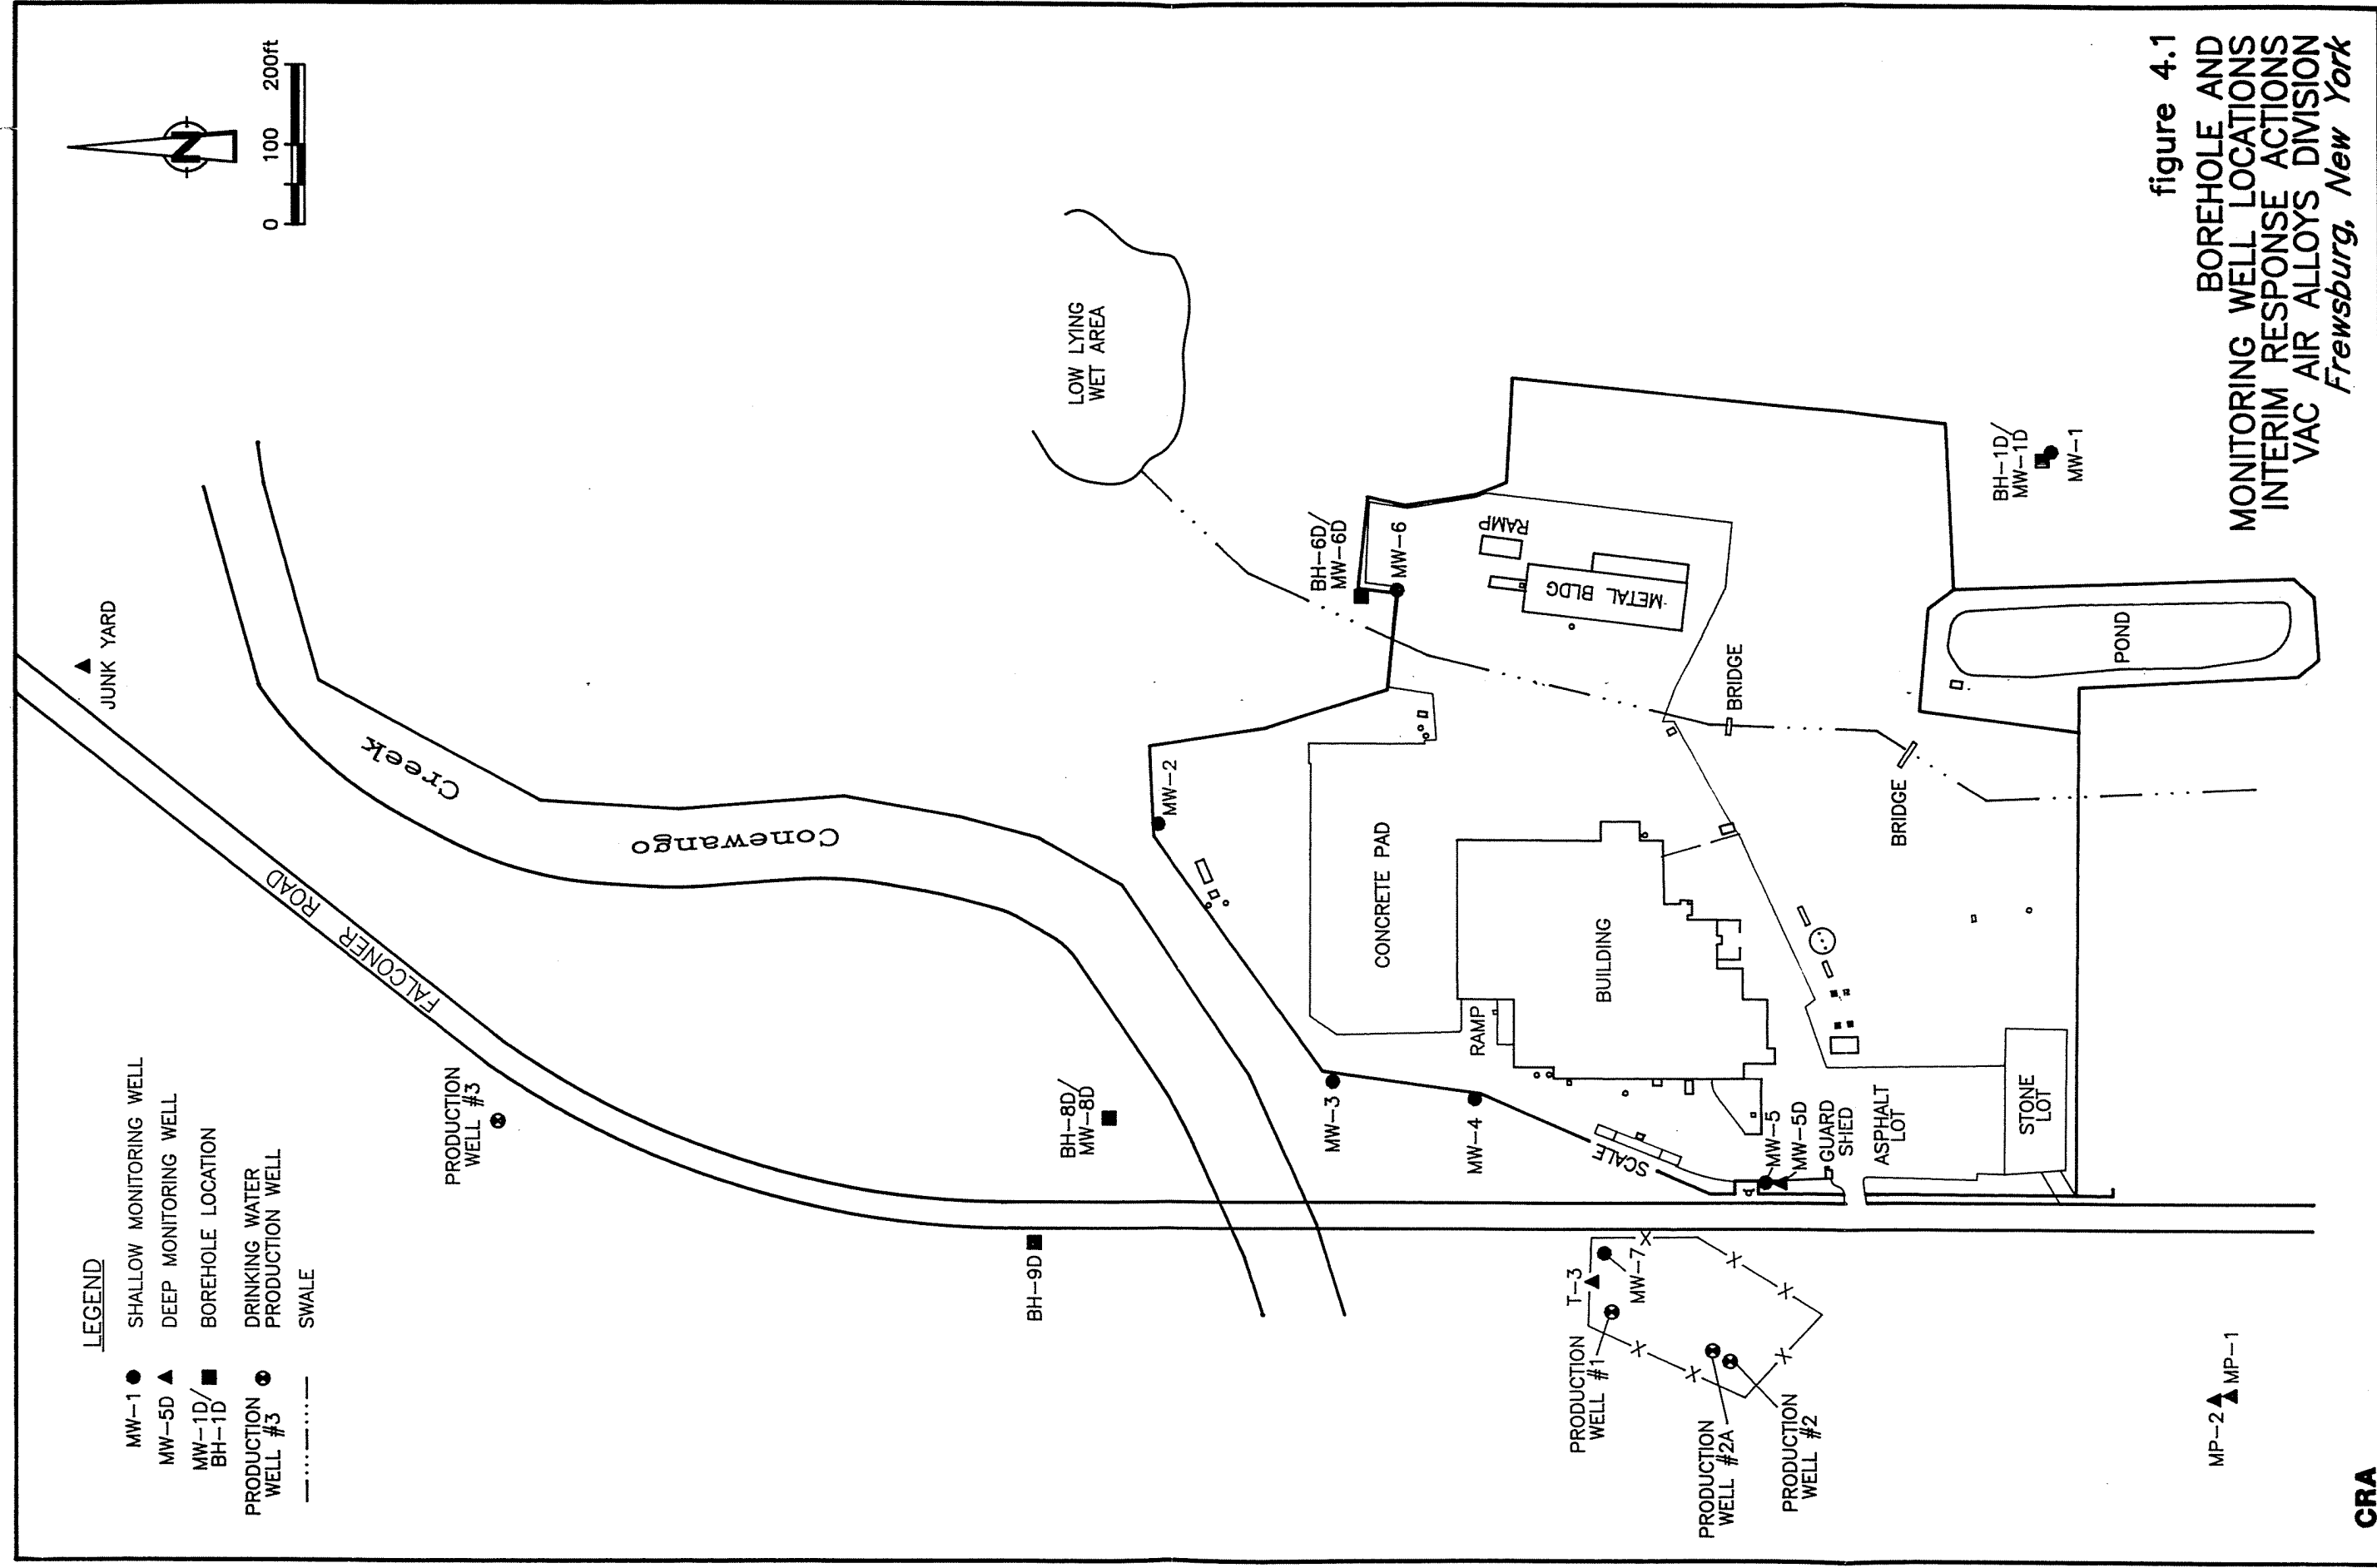 LEGEND
MW-1
SHALLOW MONITORING WELL
MW-5D
DEEP MONITORING WELL
MW-1D/
BH-1D
BOREHOLE LOCATION
PRODUCTION
WELL #3
DRINKING WATER
PRODUCTION WELL
SWALE
JUNK YARD
N
0 100 200ft
FALCONER ROAD
Conewango
Creek
PRODUCTION
WELL #3
BH-8D/
MW-8D
BH-9D
LOW LYING
WET AREA
MW-2
MW-3
MW-4
BH-6D/
MW-6D
MW-6
CONCRETE PAD
RAMP
BUILDING
RAMP
METAL BLDG
BRIDGE
BRIDGE
SCALE
MW-5
MW-5D
GUARD
SHED
ASPHALT
LOT
STONE
LOT
POND
BH-1D/
MW-1D
MW-1
T-3
MW-7
PRODUCTION
WELL #1
PRODUCTION
WELL #2A
PRODUCTION
WELL #2
MP-2
MP-1
figure 4.1
BOREHOLE AND
MONITORING WELL LOCATIONS
INTERIM RESPONSE ACTIONS
VAC AIR ALLOYS DIVISION
Frewsburg, New York
CRA